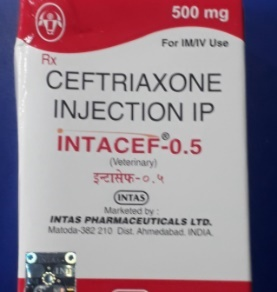 500 mg
For IM/IV Use
Rx
CEFTRIAXONE
INJECTION IP
INTACEF®-0.5
(Veterinary)
इन्टासेफ-०.५
INTAS
Marketed by :
INTAS PHARMACEUTICALS LTD.
Matoda-382 210 Dist. Ahmedabad, INDIA.